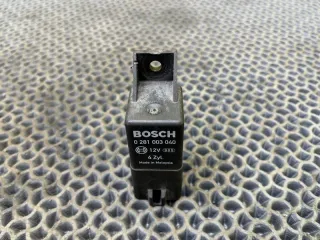 BOSCH
0 281 003 040
12V
4 Zyl.
Made in Malaysia